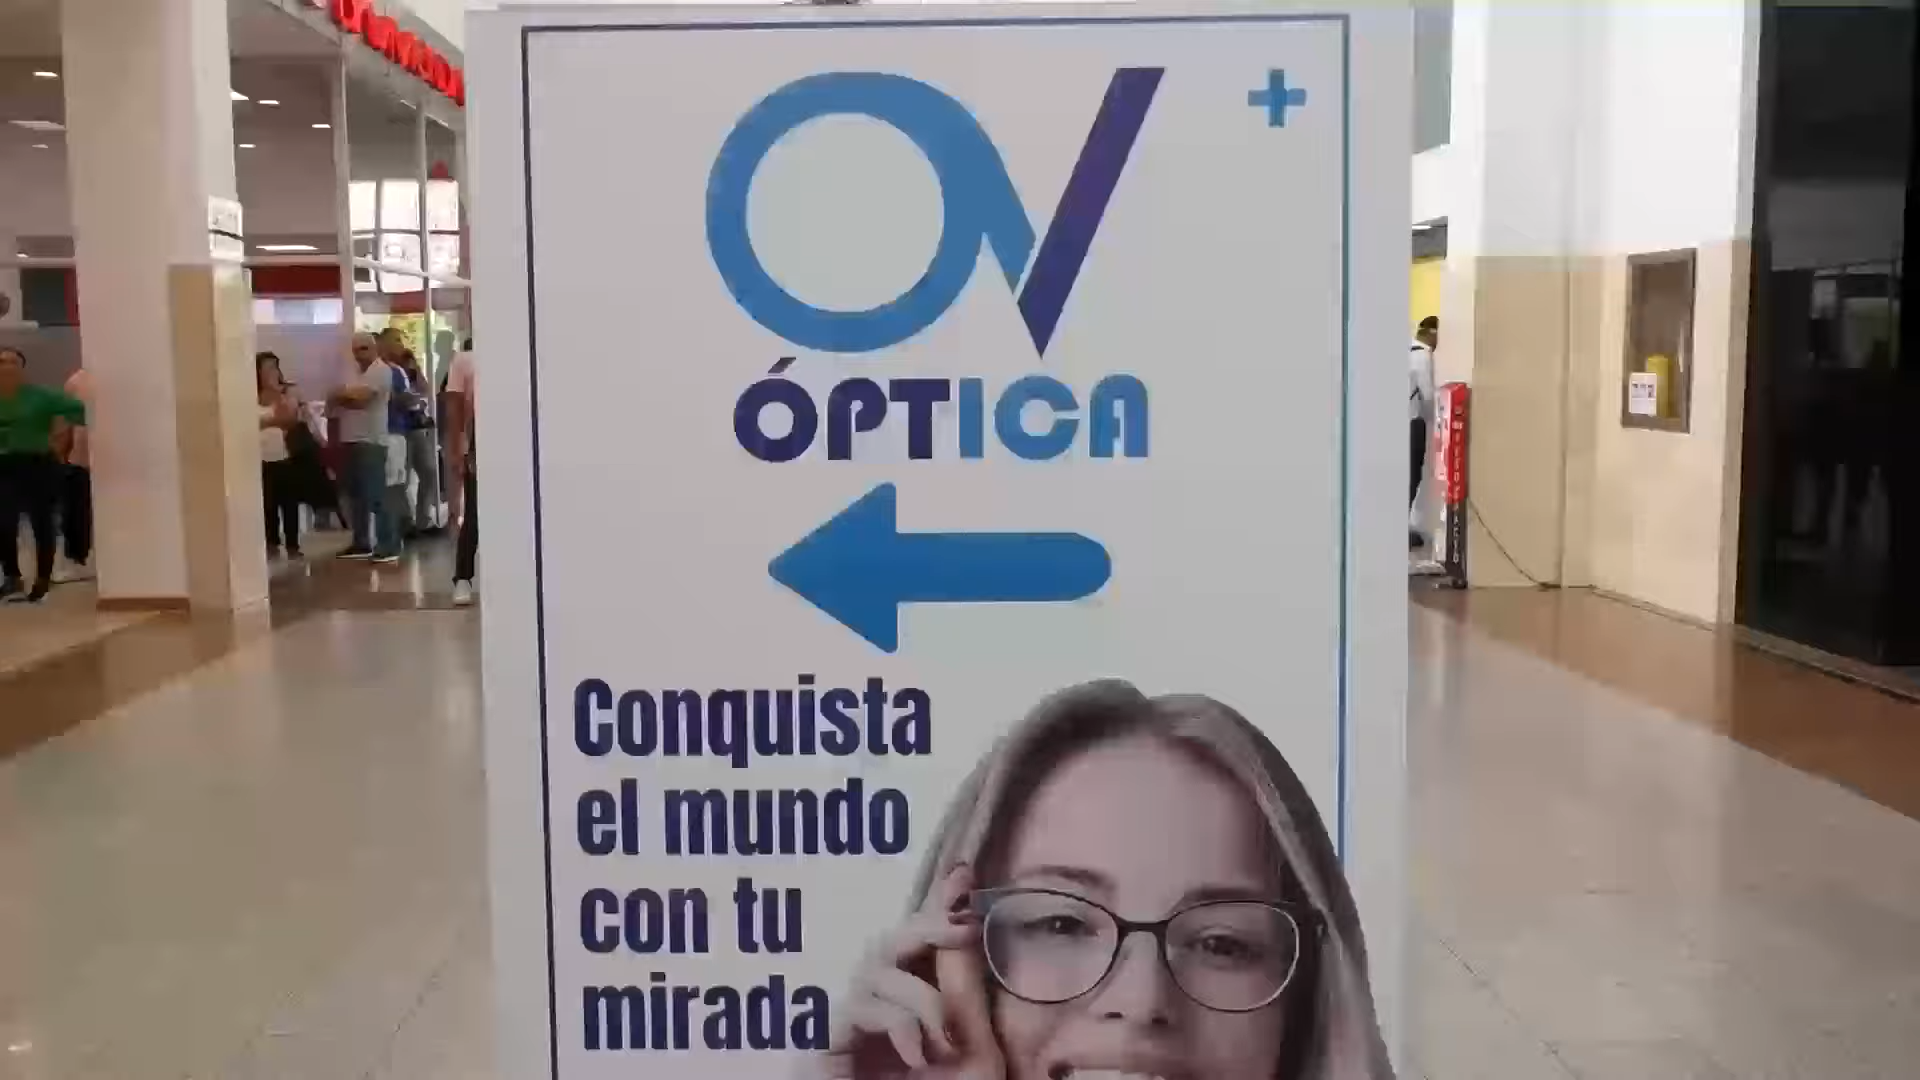 OV
+
ÓPTICA
Conquista
el mundo
con tu
mirada